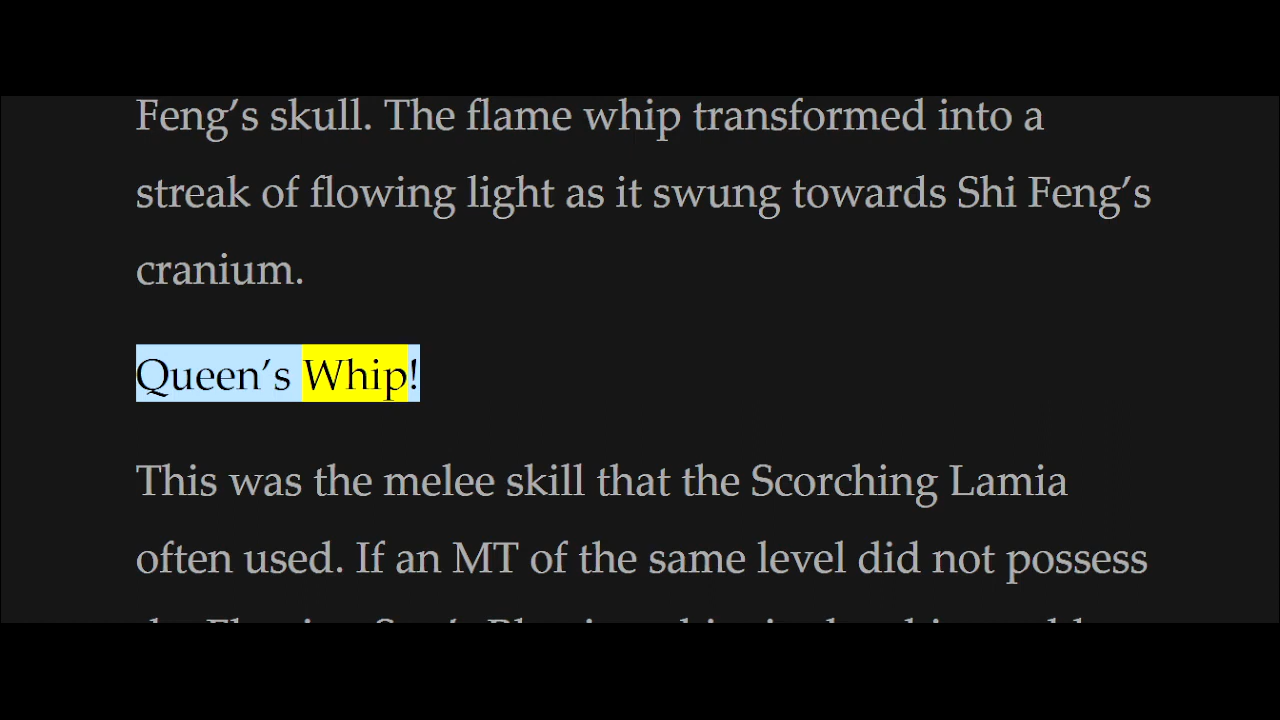 Feng’s skull. The flame whip transformed into a
streak of flowing light as it swung towards Shi Feng’s
cranium.
Queen’s Whip!
This was the melee skill that the Scorching Lamia
often used. If an MT of the same level did not possess